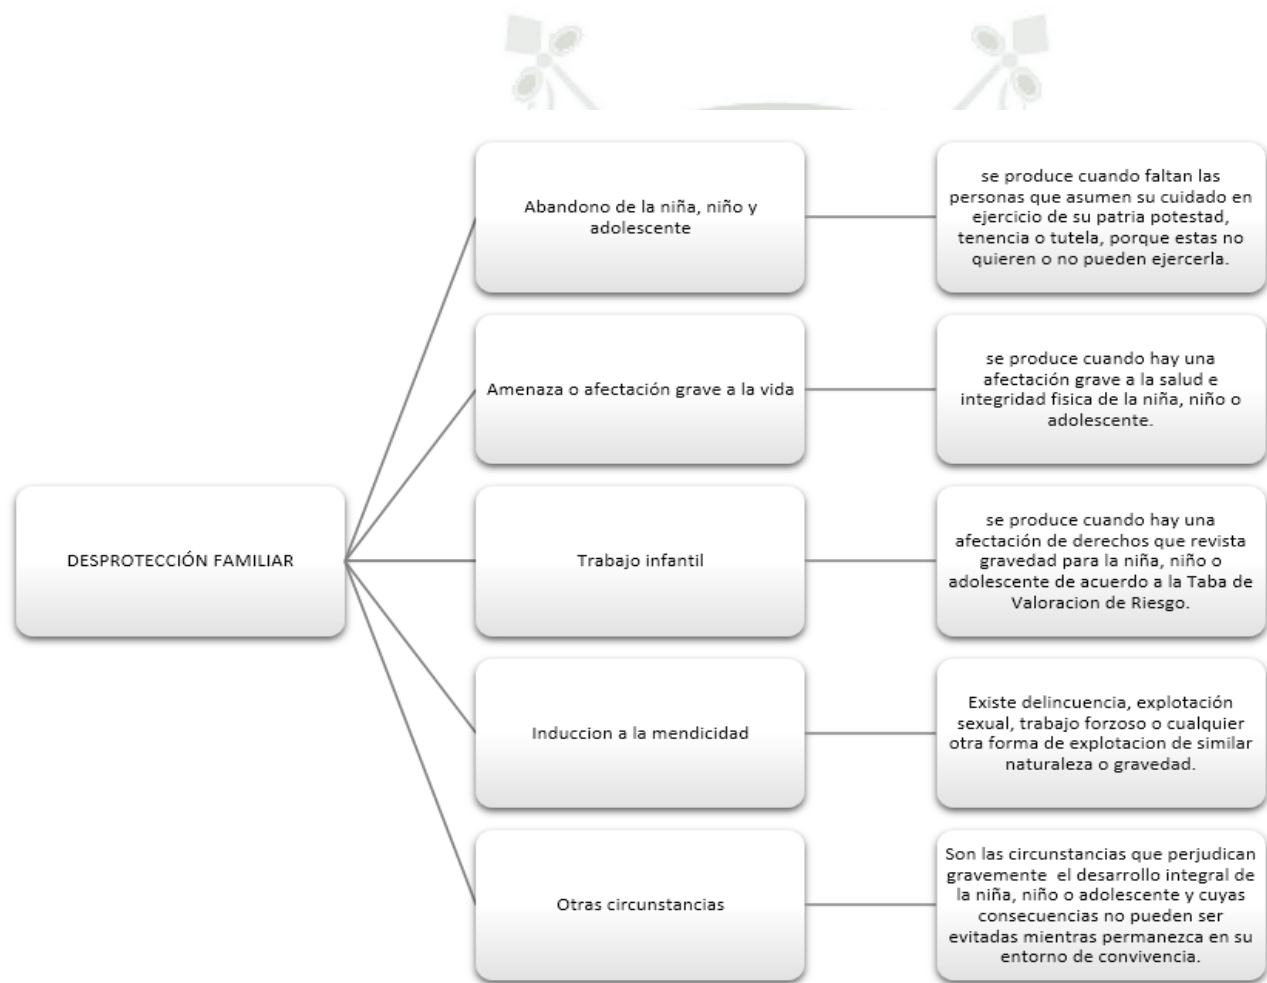 Abandono de la niña, niño y
adolescente
se produce cuando faltan las
personas que asumen su cuidado en
ejercicio de su patria potestad,
tenencia o tutela, porque estas no
quieren o no pueden ejercerla.
Amenaza o afectación grave a la vida
se produce cuando hay una
afectación grave a la salud e
integridad fisica de la niña, niño o
adolescente.
DESPROTECCIÓN FAMILIAR
Trabajo infantil
se produce cuando hay una
afectación de derechos que revista
gravedad para la niña, niño o
adolescente de acuerdo a la Taba de
Valoracion de Riesgo.
Induccion a la mendicidad
Existe delincuencia, explotación
sexual, trabajo forzoso o cualquier
otra forma de explotacion de similar
naturaleza o gravedad.
Otras circunstancias
Son las circunstancias que perjudican
gravemente el desarrollo integral de
la niña, niño o adolescente y cuyas
consecuencias no pueden ser
evitadas mientras permanezca en su
entorno de convivencia.